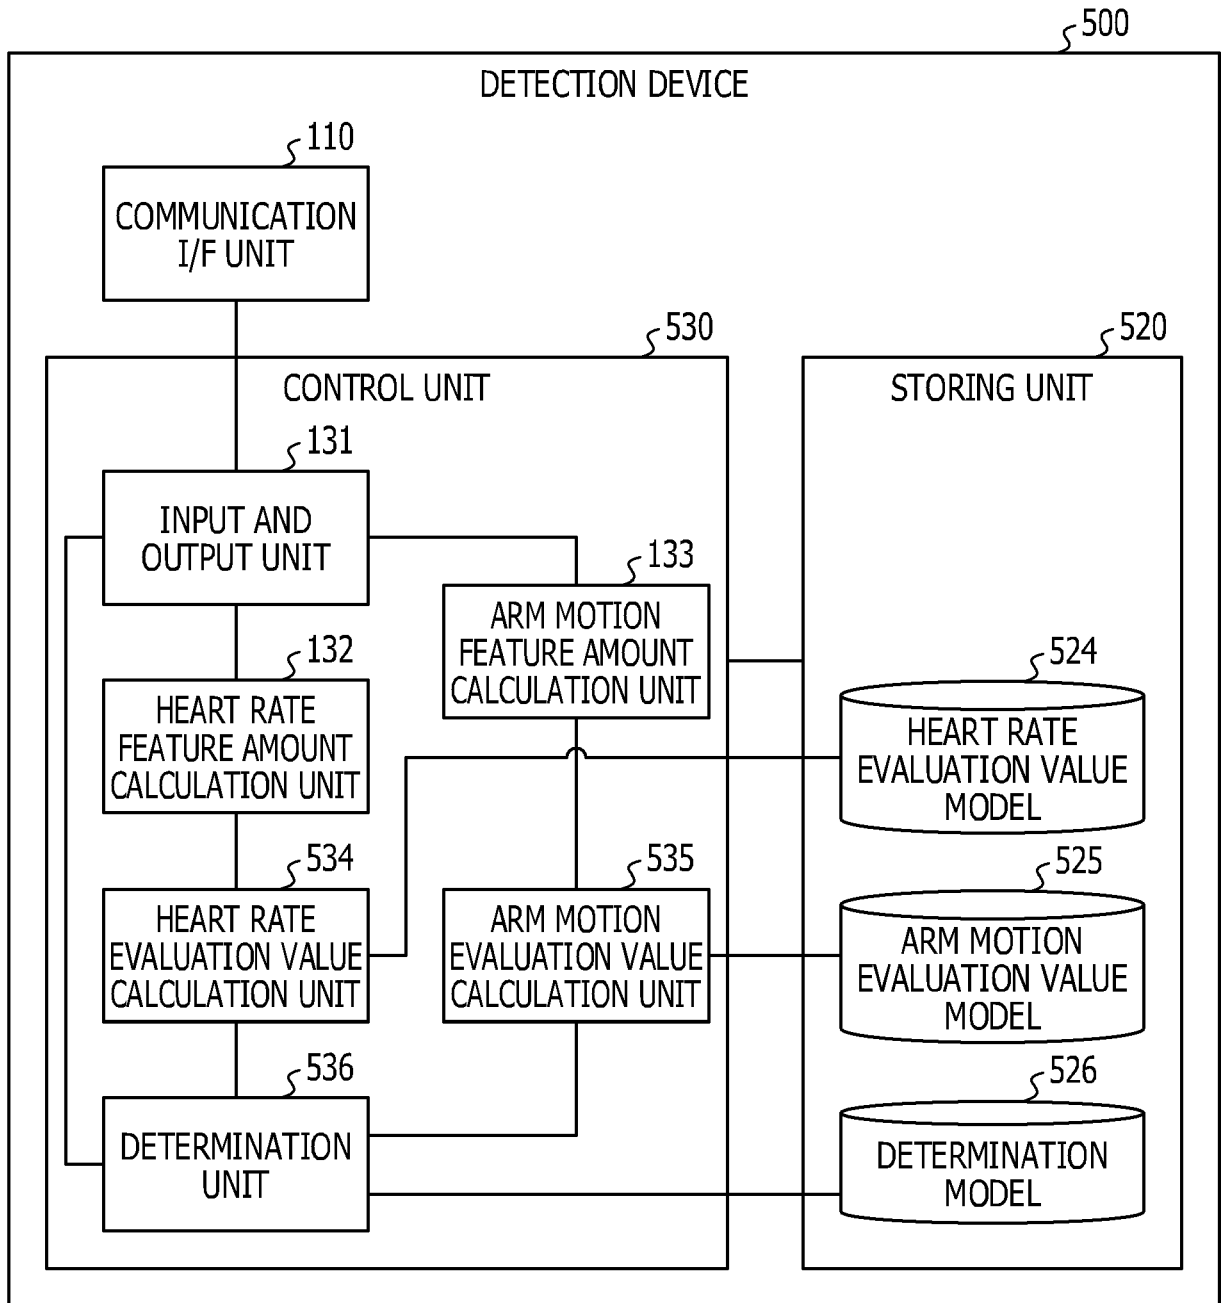 500
DETECTION DEVICE
110
COMMUNICATION
I/F UNIT
530
CONTROL UNIT
520
STORING UNIT
131
INPUT AND
OUTPUT UNIT
133
ARM MOTION
FEATURE AMOUNT
CALCULATION UNIT
132
HEART RATE
FEATURE AMOUNT
CALCULATION UNIT
524
HEART RATE
EVALUATION VALUE
MODEL
534
HEART RATE
EVALUATION VALUE
CALCULATION UNIT
535
ARM MOTION
EVALUATION VALUE
CALCULATION UNIT
525
ARM MOTION
EVALUATION VALUE
MODEL
536
DETERMINATION
UNIT
526
DETERMINATION
MODEL